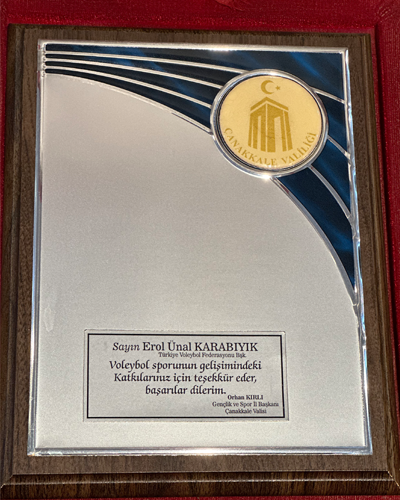 ÇANAKKALE VALİLİĞİ
Sayın Erol Ünal KARABIYIK
Türkiye Voleybol Federasyonu Bşk.
Voleybol sporunun gelişimindeki
Katkılarınız için teşekkür eder,
başarılar dilerim.
Orhan KIRLI
Gençlik ve Spor İl Başkanı
Çanakkale Valisi